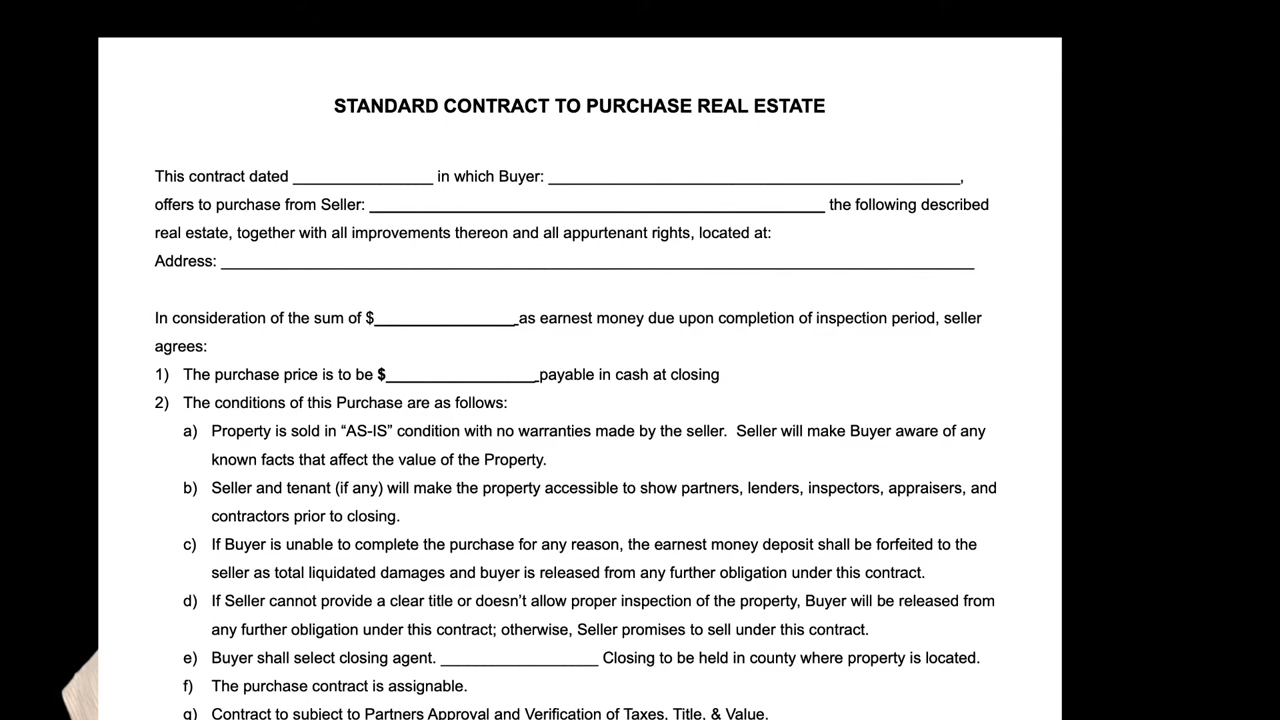 STANDARD CONTRACT TO PURCHASE REAL ESTATE
This contract dated ________________ in which Buyer: _______________________________________________,
offers to purchase from Seller: ____________________________________________________ the following described
real estate, together with all improvements thereon and all appurtenant rights, located at:
Address: ______________________________________________________________________________________
In consideration of the sum of $________________ as earnest money due upon completion of inspection period, seller
agrees:
1) The purchase price is to be $_________________ payable in cash at closing
2) The conditions of this Purchase are as follows:
a) Property is sold in “AS-IS” condition with no warranties made by the seller. Seller will make Buyer aware of any
known facts that affect the value of the Property.
b) Seller and tenant (if any) will make the property accessible to show partners, lenders, inspectors, appraisers, and
contractors prior to closing.
c) If Buyer is unable to complete the purchase for any reason, the earnest money deposit shall be forfeited to the
seller as total liquidated damages and buyer is released from any further obligation under this contract.
d) If Seller cannot provide a clear title or doesn’t allow proper inspection of the property, Buyer will be released from
any further obligation under this contract; otherwise, Seller promises to sell under this contract.
e) Buyer shall select closing agent. __________________ Closing to be held in county where property is located.
f) The purchase contract is assignable.
g) Contract to subject to Partners Approval and Verification of Taxes, Title, & Value.